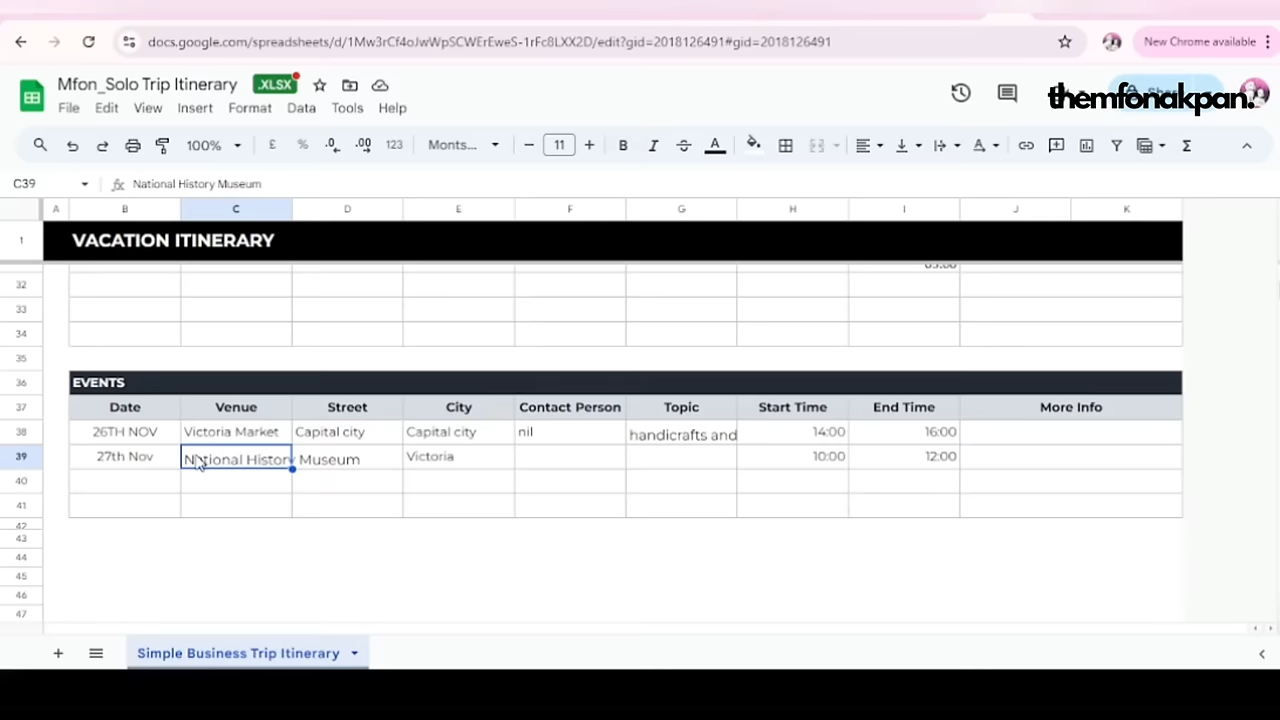 docs.google.com/spreadsheets/d/1Mw3rCf4oJwWpSCWErEweS-1rFc8LXX2D/edit?gid=2018126491#gid=2018126491
New Chrome available
Mfon_Solo Trip Itinerary .XLSX
themfonakpan.
File Edit View Insert Format Data Tools Help
100% £ % .0 .00 123 Monts... 11 B I S A
C39 fx National History Museum
A B C D E F G H I J K
1 VACATION ITINERARY
32
33
34
35
36 EVENTS
37 Date Venue Street City Contact Person Topic Start Time End Time More Info
38 26TH NOV Victoria Market Capital city Capital city nil handicrafts and 14:00 16:00
39 27th Nov National History Museum Victoria 10:00 12:00
40
41
42
43
44
45
46
47
Simple Business Trip Itinerary